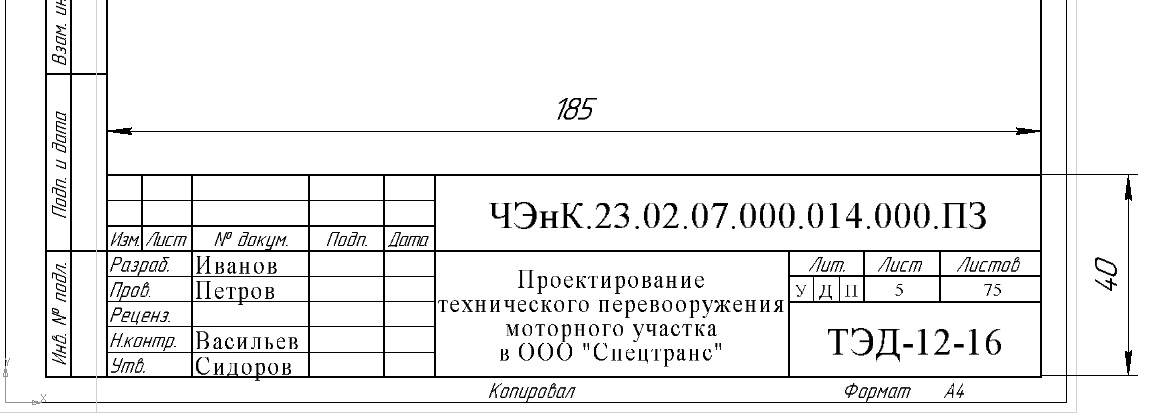 Взам. ин
Подп. и дата
Инв. № подл.
185
40
ЧЭнК.23.02.07.000.014.000.ПЗ
Изм. Лист № докум. Подп. Дата
Разраб. Иванов
Пров. Петров
Реценз.
Н.контр. Васильев
Утв. Сидоров
Проектирование
технического перевооружения
моторного участка
в ООО "Спецтранс"
Лит. Лист Листов
У Д П 5 75
ТЭД-12-16
Копировал
Формат А4
Y
X